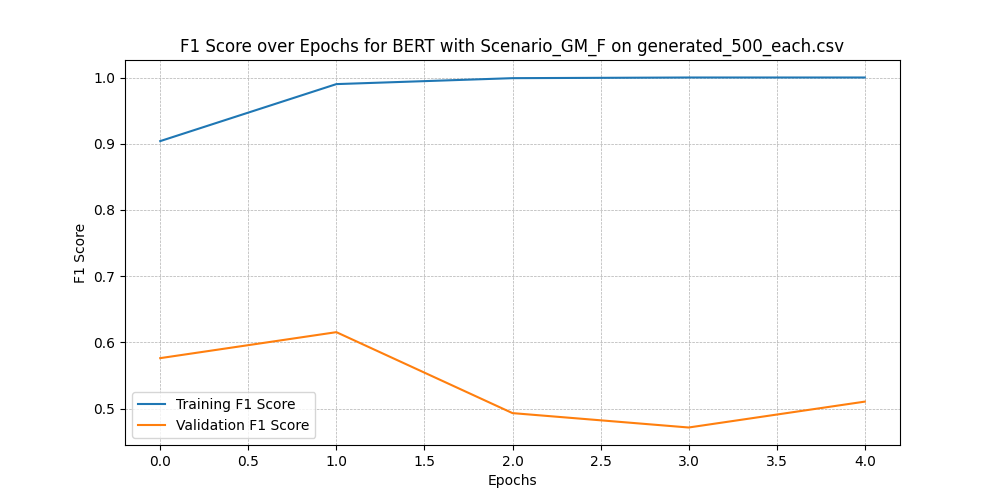 F1 Score over Epochs for BERT with Scenario_GM_F on generated_500_each.csv
1.0
0.9
0.8
0.7
0.6
0.5
F1 Score
Training F1 Score
Validation F1 Score
0.0 0.5 1.0 1.5 2.0 2.5 3.0 3.5 4.0
Epochs